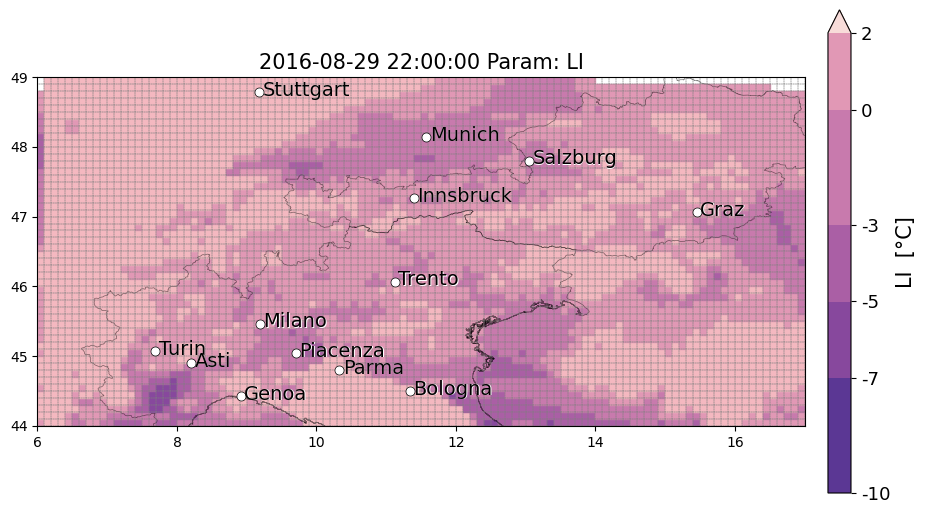 2016-08-29 22:00:00 Param: LI
49
48
47
46
45
44
6
8
10
12
14
16
Stuttgart
Munich
Salzburg
Innsbruck
Graz
Trento
Milano
Turin
Asti
Piacenza
Parma
Genoa
Bologna
2
0
-3
-5
-7
-10
LI [°C]